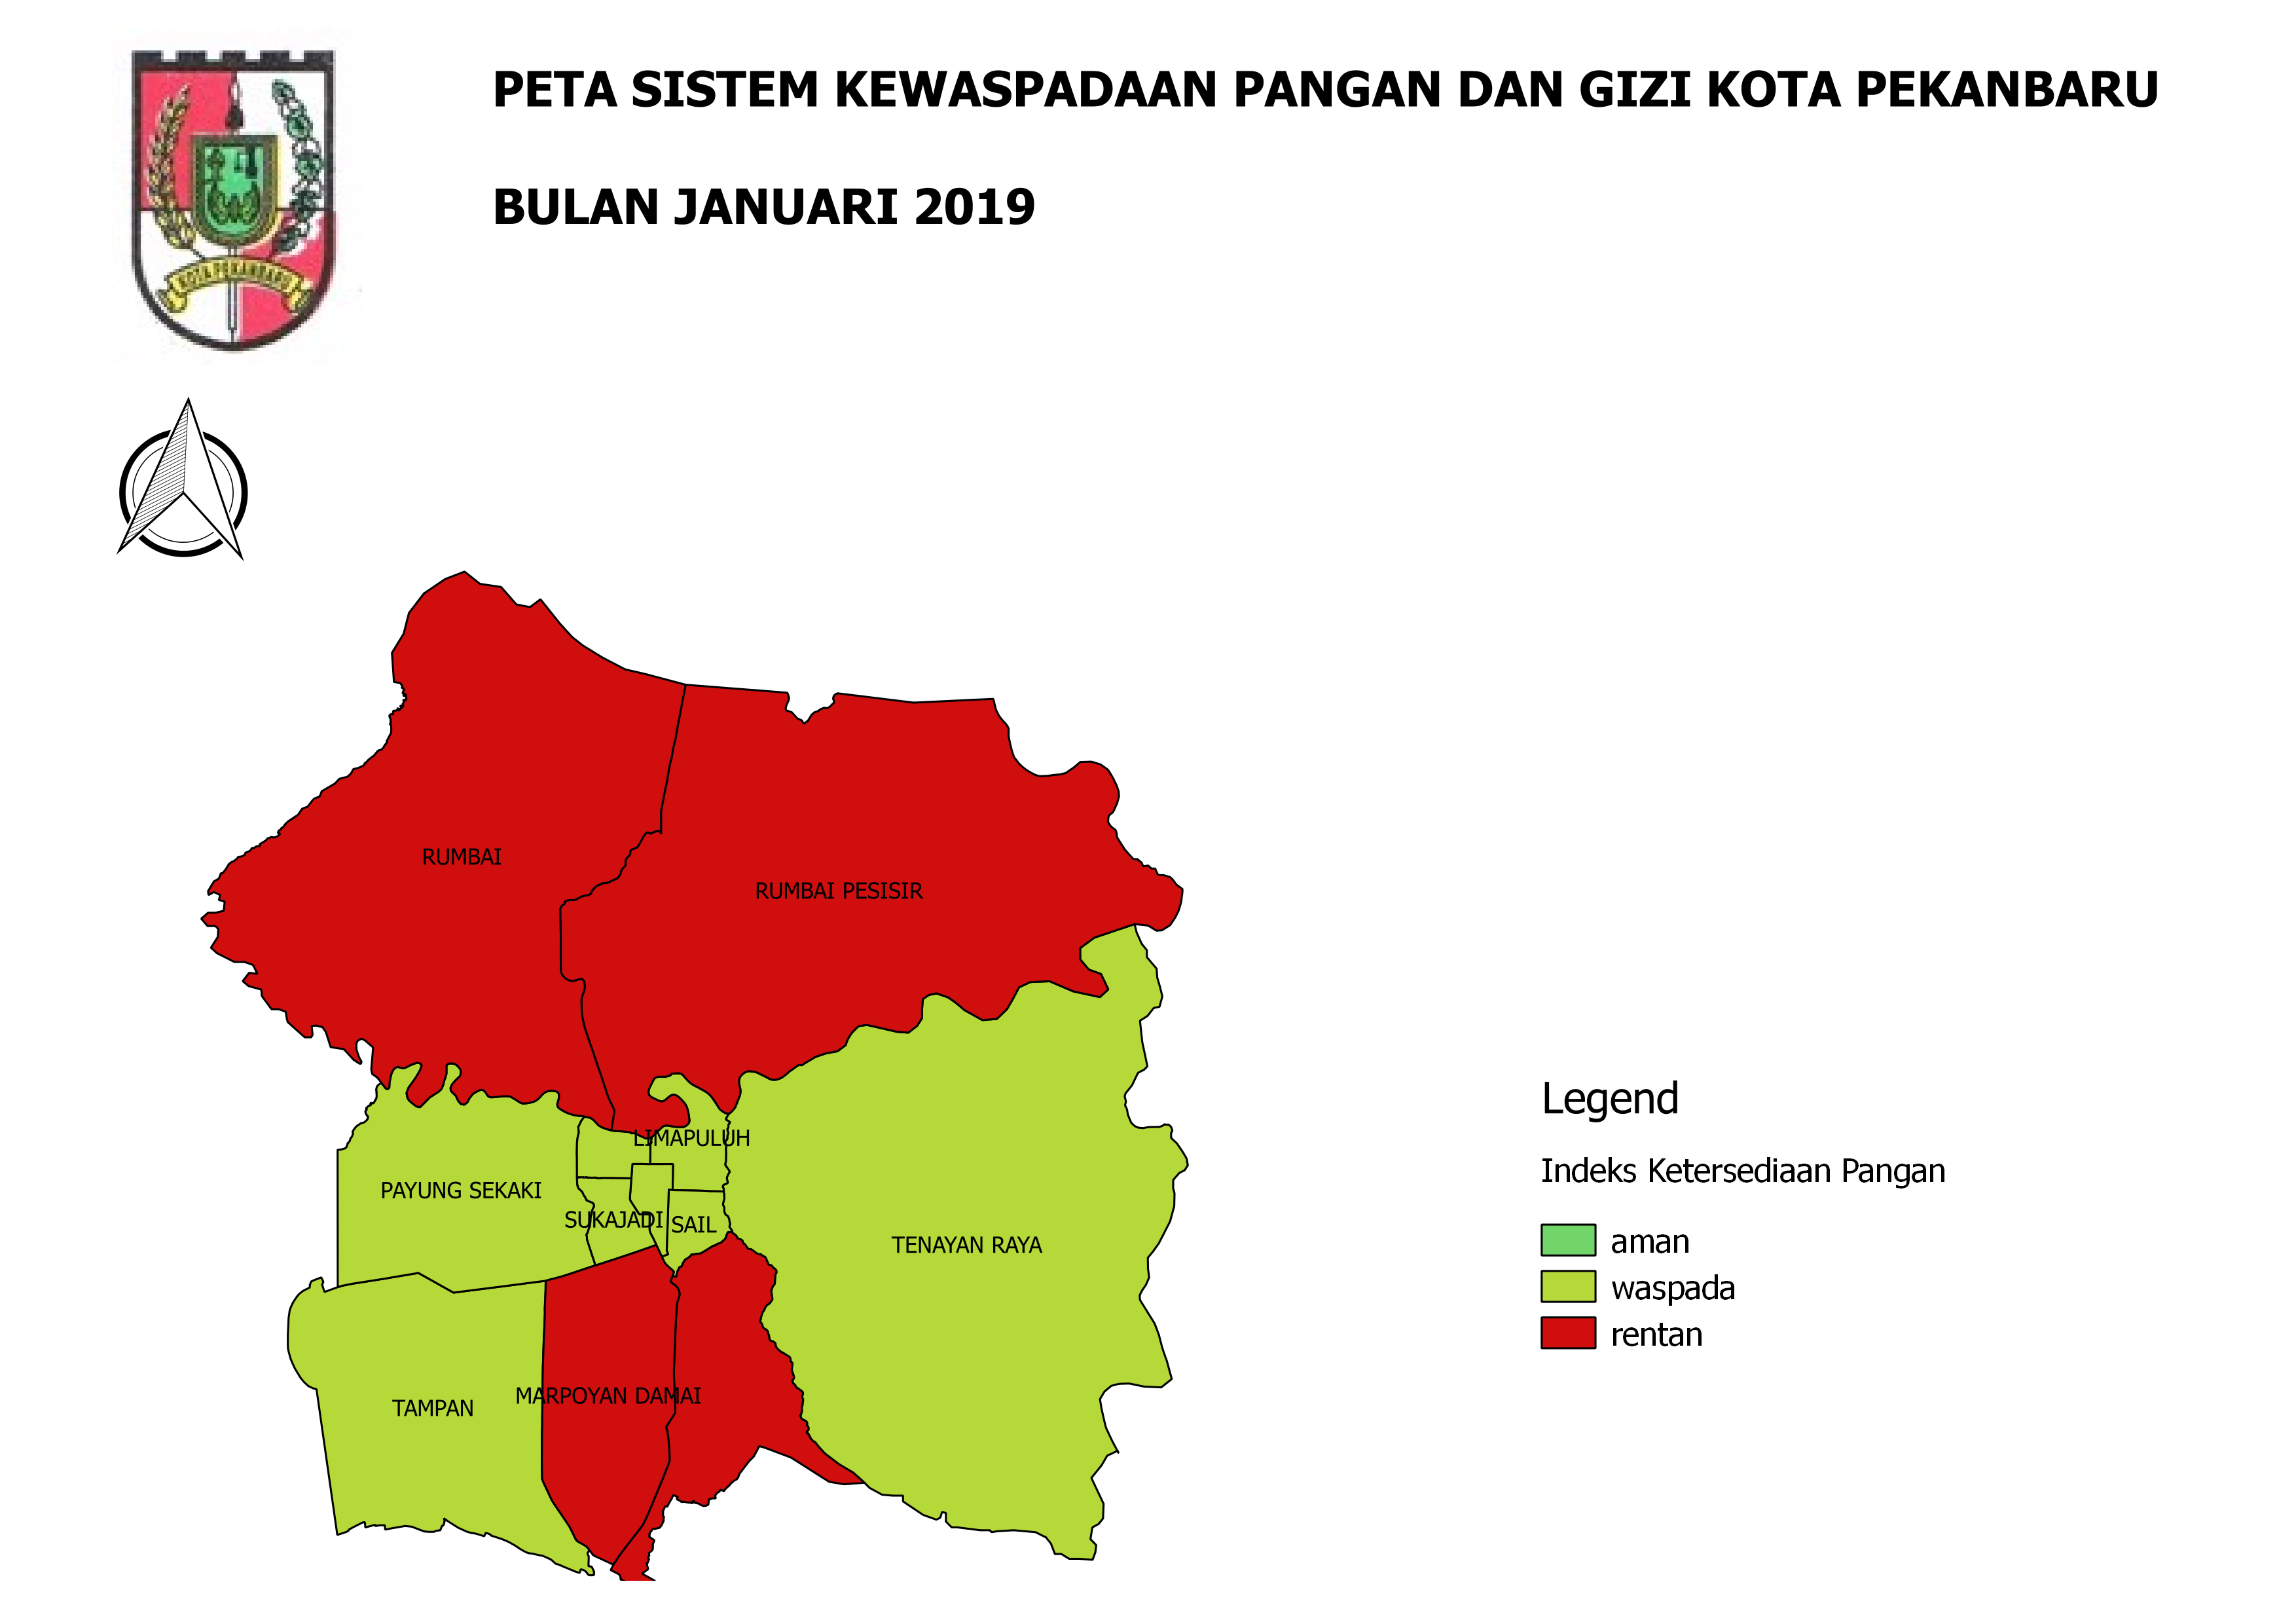 PETA SISTEM KEWASPADAAN PANGAN DAN GIZI KOTA PEKANBARU
BULAN JANUARI 2019
KOTA PEKANBARU
RUMBAI
RUMBAI PESISIR
LIMAPULUH
PAYUNG SEKAKI
SUKAJADI
SAIL
TENAYAN RAYA
TAMPAN
MARPOYAN DAMAI
Legend
Indeks Ketersediaan Pangan
aman
waspada
rentan